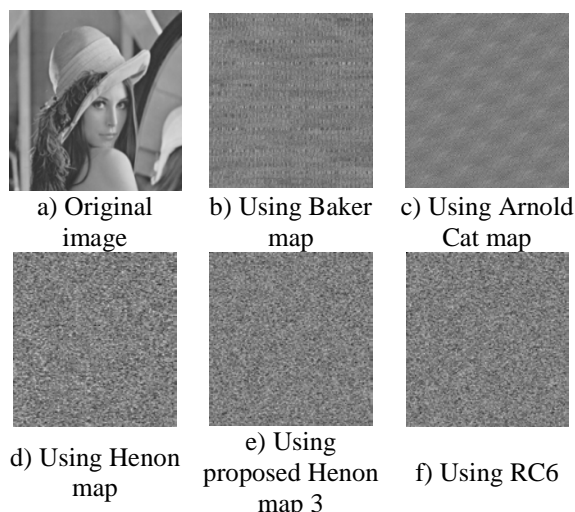 a) Original
image
b) Using Baker
map
c) Using Arnold
Cat map
d) Using Henon
map
e) Using
proposed Henon
map 3
f) Using RC6